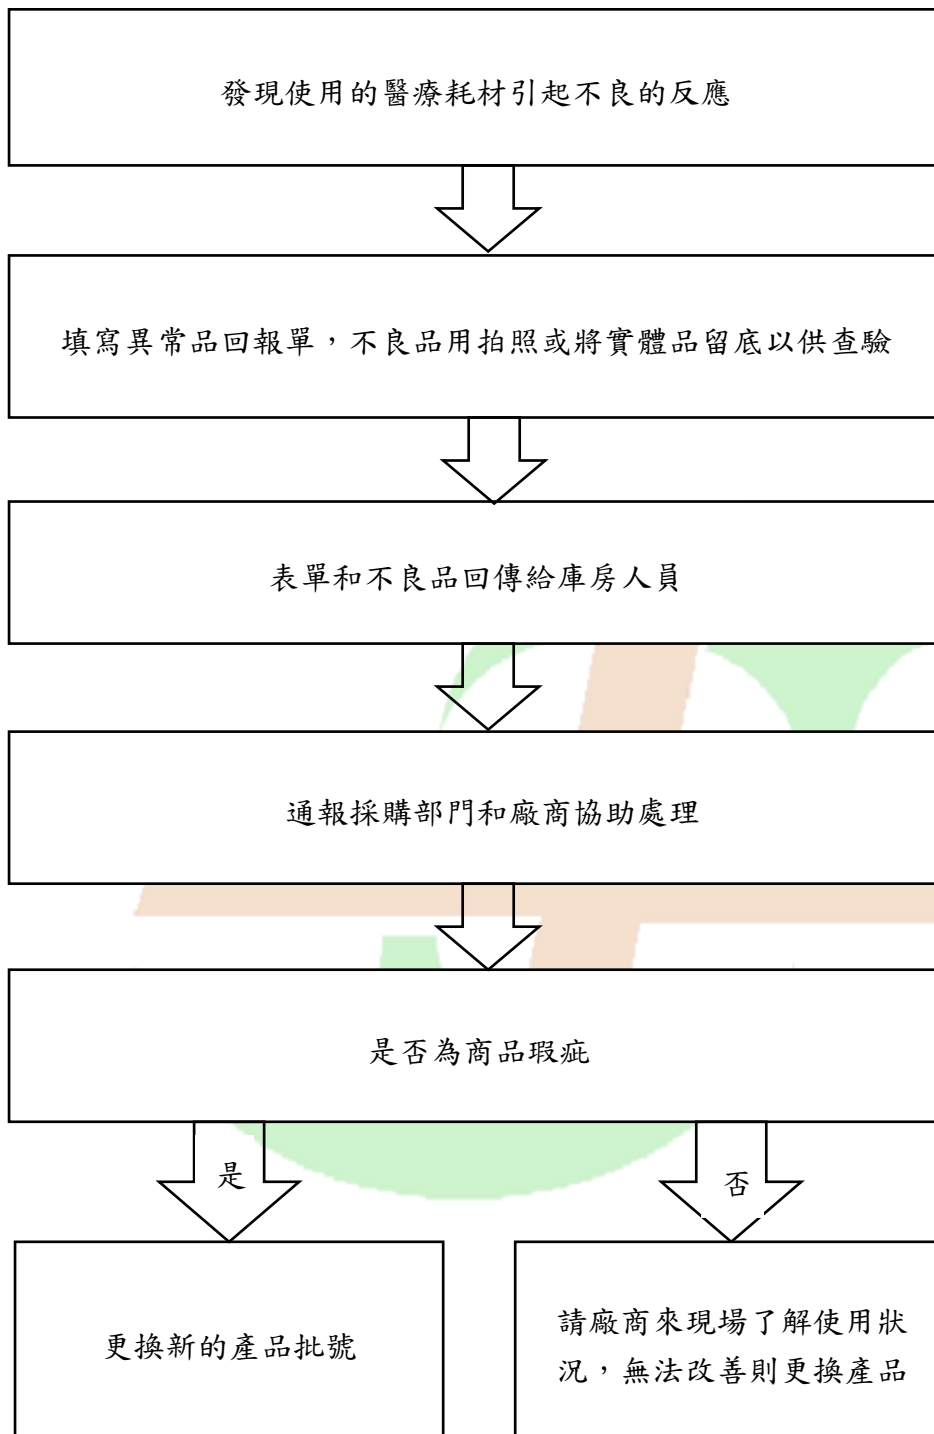 發現使用的醫療耗材引起不良的反應
填寫異常品回報單，不良品用拍照或將實體品留底以供查驗
表單和不良品回傳給庫房人員
通報採購部門和廠商協助處理
是否為商品瑕疵
是
否
更換新的產品批號
請廠商來現場了解使用狀
況，無法改善則更換產品